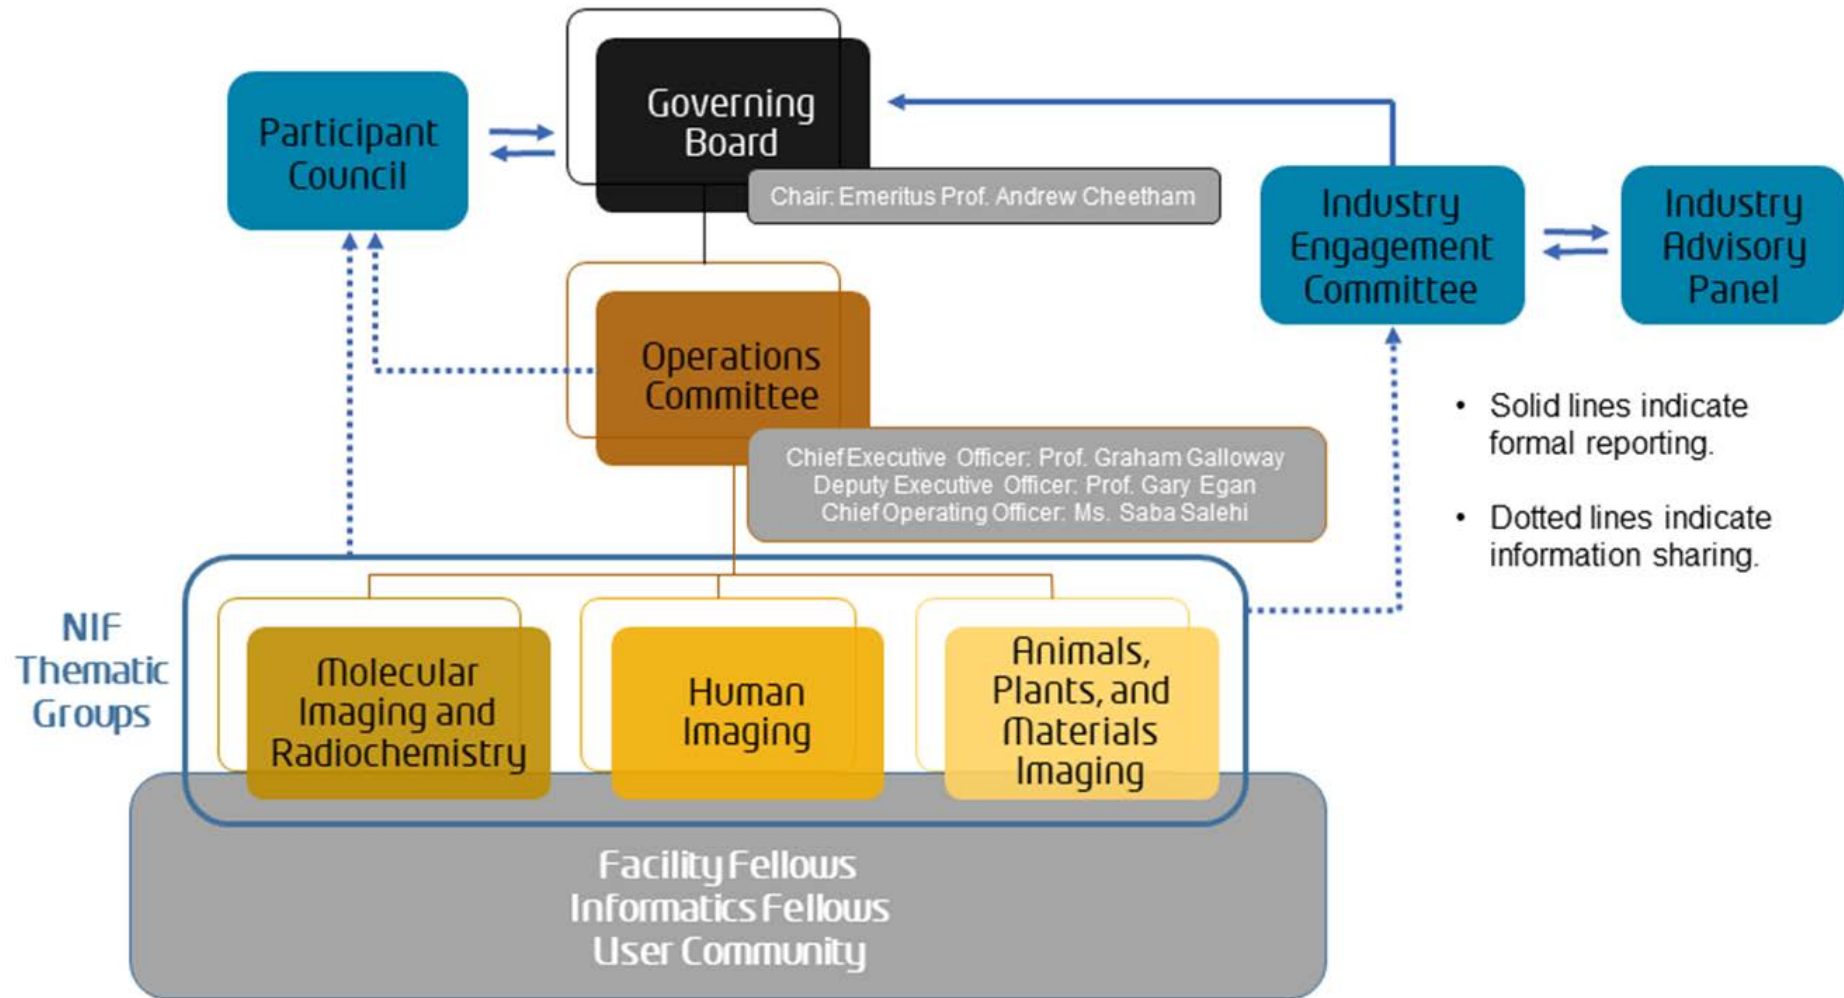 Governing
Board
Chair: Emeritus Prof. Andrew Cheetham
Participant
Council
Industry
Engagement
Committee
Industry
Advisory
Panel
Operations
Committee
Chief Executive Officer: Prof. Graham Galloway
Deputy Executive Officer: Prof. Gary Egan
Chief Operating Officer: Ms. Saba Salehi
• Solid lines indicate
formal reporting.
• Dotted lines indicate
information sharing.
NIF
Thematic
Groups
Molecular
Imaging and
Radiochemistry
Human
Imaging
Animals,
Plants, and
Materials
Imaging
Facility Fellows
Informatics Fellows
User Community